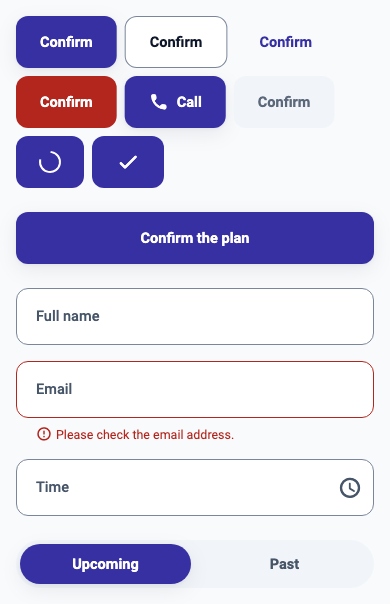 Confirm
Confirm
Confirm
Confirm
Call
Confirm
Confirm the plan
Full name
Email
Please check the email address.
Time
Upcoming
Past